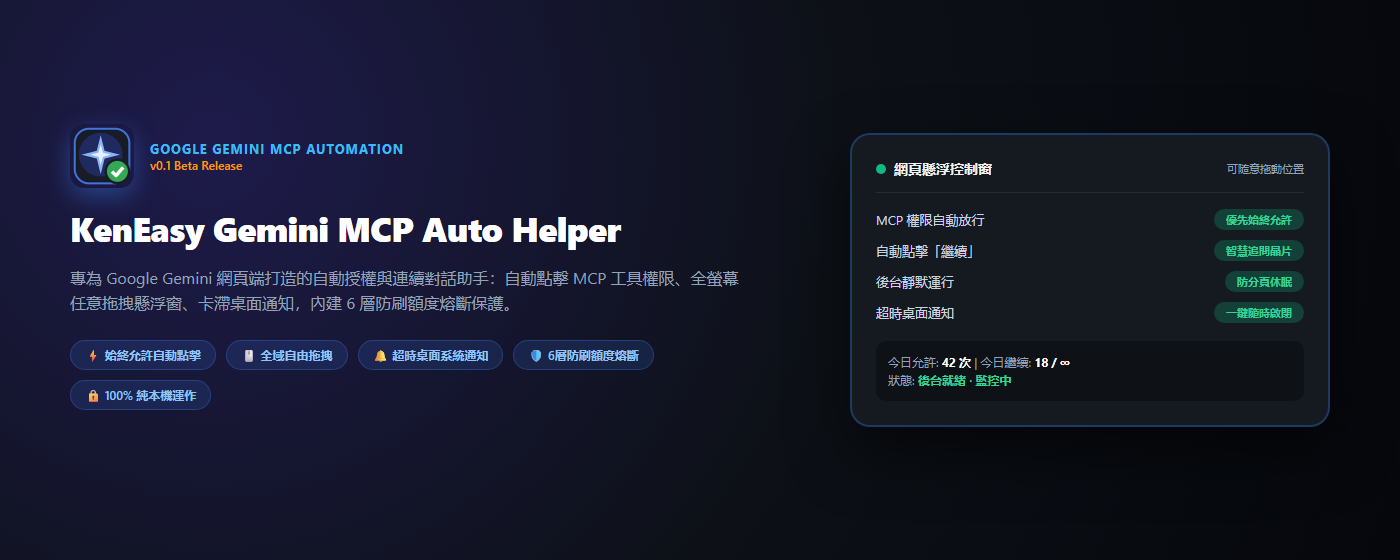 GOOGLE GEMINI MCP AUTOMATION
v0.1 Beta Release
KenEasy Gemini MCP Auto Helper
專為 Google Gemini 網頁端打造的自動授權與連續對話助手：自動點擊 MCP 工具權限、全螢幕
任意拖拽懸浮窗、卡滯桌面通知，內建 6 層防刷額度熔斷保護。
始終允許自動點擊
全域自由拖拽
超時桌面系統通知
6層防刷額度熔斷
100% 純本機運作
網頁懸浮控制窗
可隨意拖動位置
MCP 權限自動放行
優先始終允許
自動點擊「繼續」
智慧追問晶片
後台靜默運行
防分頁休眠
超時桌面通知
一鍵隨時啟閉
今日允許: 42 次 | 今日繼續: 18 / ∞
狀態: 後台就緒 · 監控中